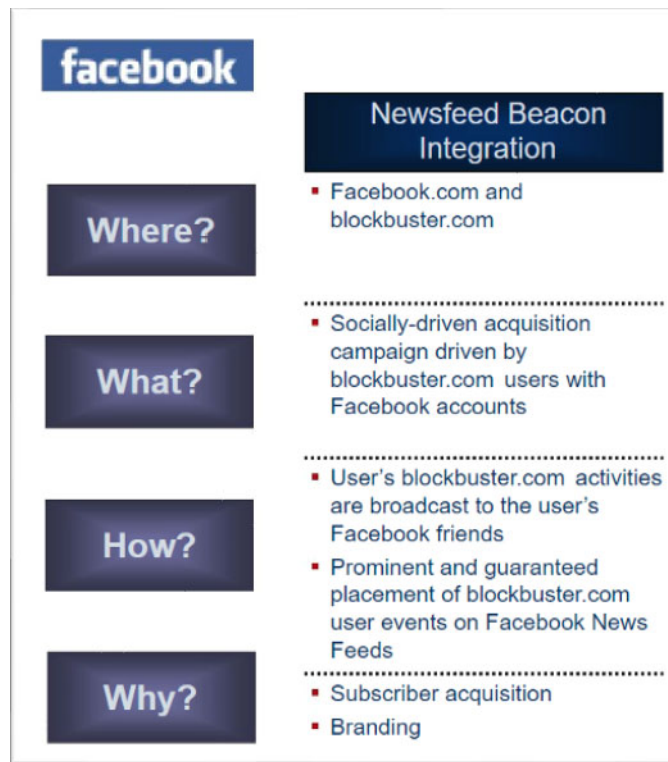 facebook
Newsfeed Beacon
Integration
Where?
▪ Facebook.com and
blockbuster.com
What?
▪ Socially-driven acquisition
campaign driven by
blockbuster.com users with
Facebook accounts
How?
▪ User's blockbuster.com activities
are broadcast to the user's
Facebook friends
▪ Prominent and guaranteed
placement of blockbuster.com
user events on Facebook News
Feeds
Why?
▪ Subscriber acquisition
▪ Branding